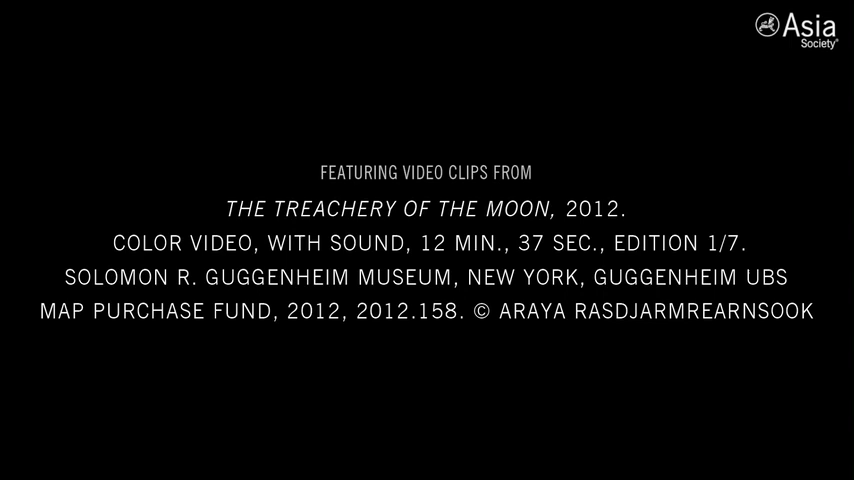 Asia
Society®
FEATURING VIDEO CLIPS FROM
THE TREACHERY OF THE MOON, 2012.
COLOR VIDEO, WITH SOUND, 12 MIN., 37 SEC., EDITION 1/7.
SOLOMON R. GUGGENHEIM MUSEUM, NEW YORK, GUGGENHEIM UBS
MAP PURCHASE FUND, 2012, 2012.158. © ARAYA RASDJARMREARNSOOK